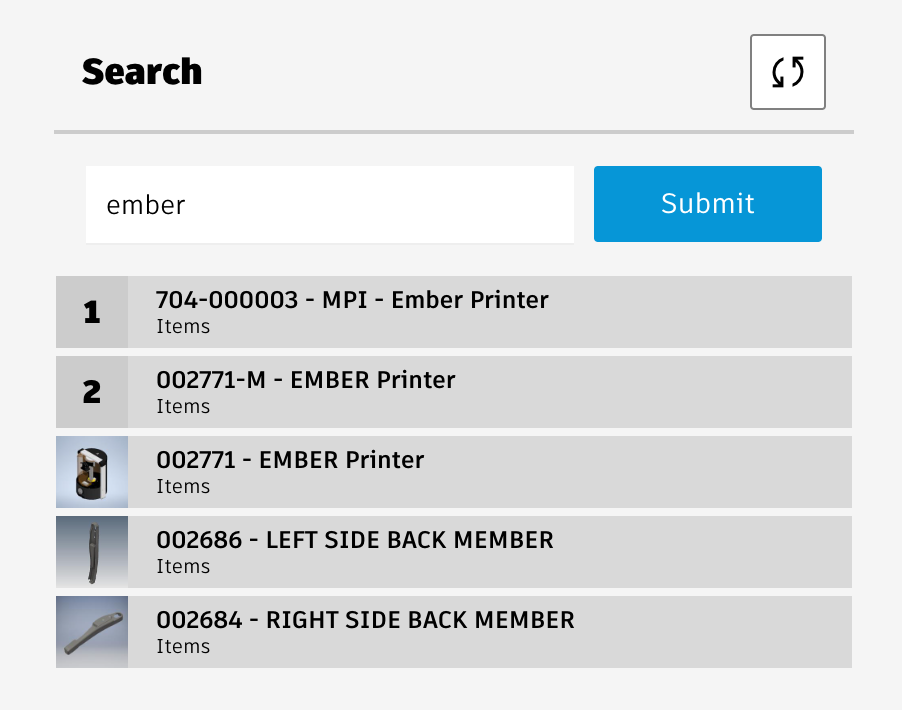 Search
ember
Submit
1
704-000003 - MPI - Ember Printer
Items
2
002771-M - EMBER Printer
Items
002771 - EMBER Printer
Items
002686 - LEFT SIDE BACK MEMBER
Items
002684 - RIGHT SIDE BACK MEMBER
Items